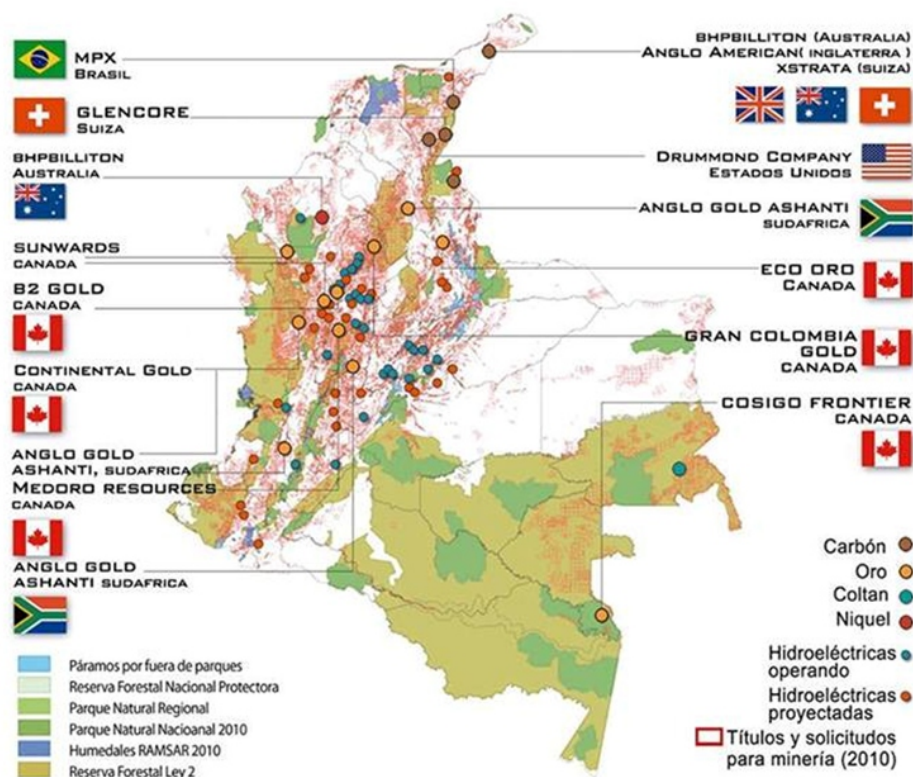 MPX
BRASIL
GLENCORE
SUIZA
BHPBILLITON
AUSTRALIA
SUNWARDS
CANADA
B2 GOLD
CANADA
CONTINENTAL GOLD
CANADA
ANGLO GOLD
ASHANTI, SUDAFRICA
MEDORO RESOURCES
CANADA
ANGLO GOLD
ASHANTI SUDAFRICA
BHPBILLITON (AUSTRALIA)
ANGLO AMERICAN( INGLATERRA )
XSTRATA (SUIZA)
DRUMMOND COMPANY
ESTADOS UNIDOS
ANGLO GOLD ASHANTI
SUDAFRICA
ECO ORO
CANADA
GRAN COLOMBIA
GOLD
CANADA
COSIGO FRONTIER
CANADA
Carbón
Oro
Coltan
Niquel
Hidroeléctricas
operando
Hidroeléctricas
proyectadas
Títulos y solicitudos
para minería (2010)
Páramos por fuera de parques
Reserva Forestal Nacional Protectora
Parque Natural Regional
Parque Natural Nacioanal 2010
Humedales RAMSAR 2010
Reserva Forestal Ley 2